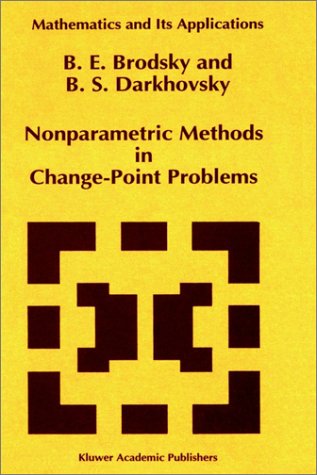 Mathematics and Its Applications
B. E. Brodsky and
B. S. Darkhovsky
Nonparametric Methods
in
Change-Point Problems
Kluwer Academic Publishers